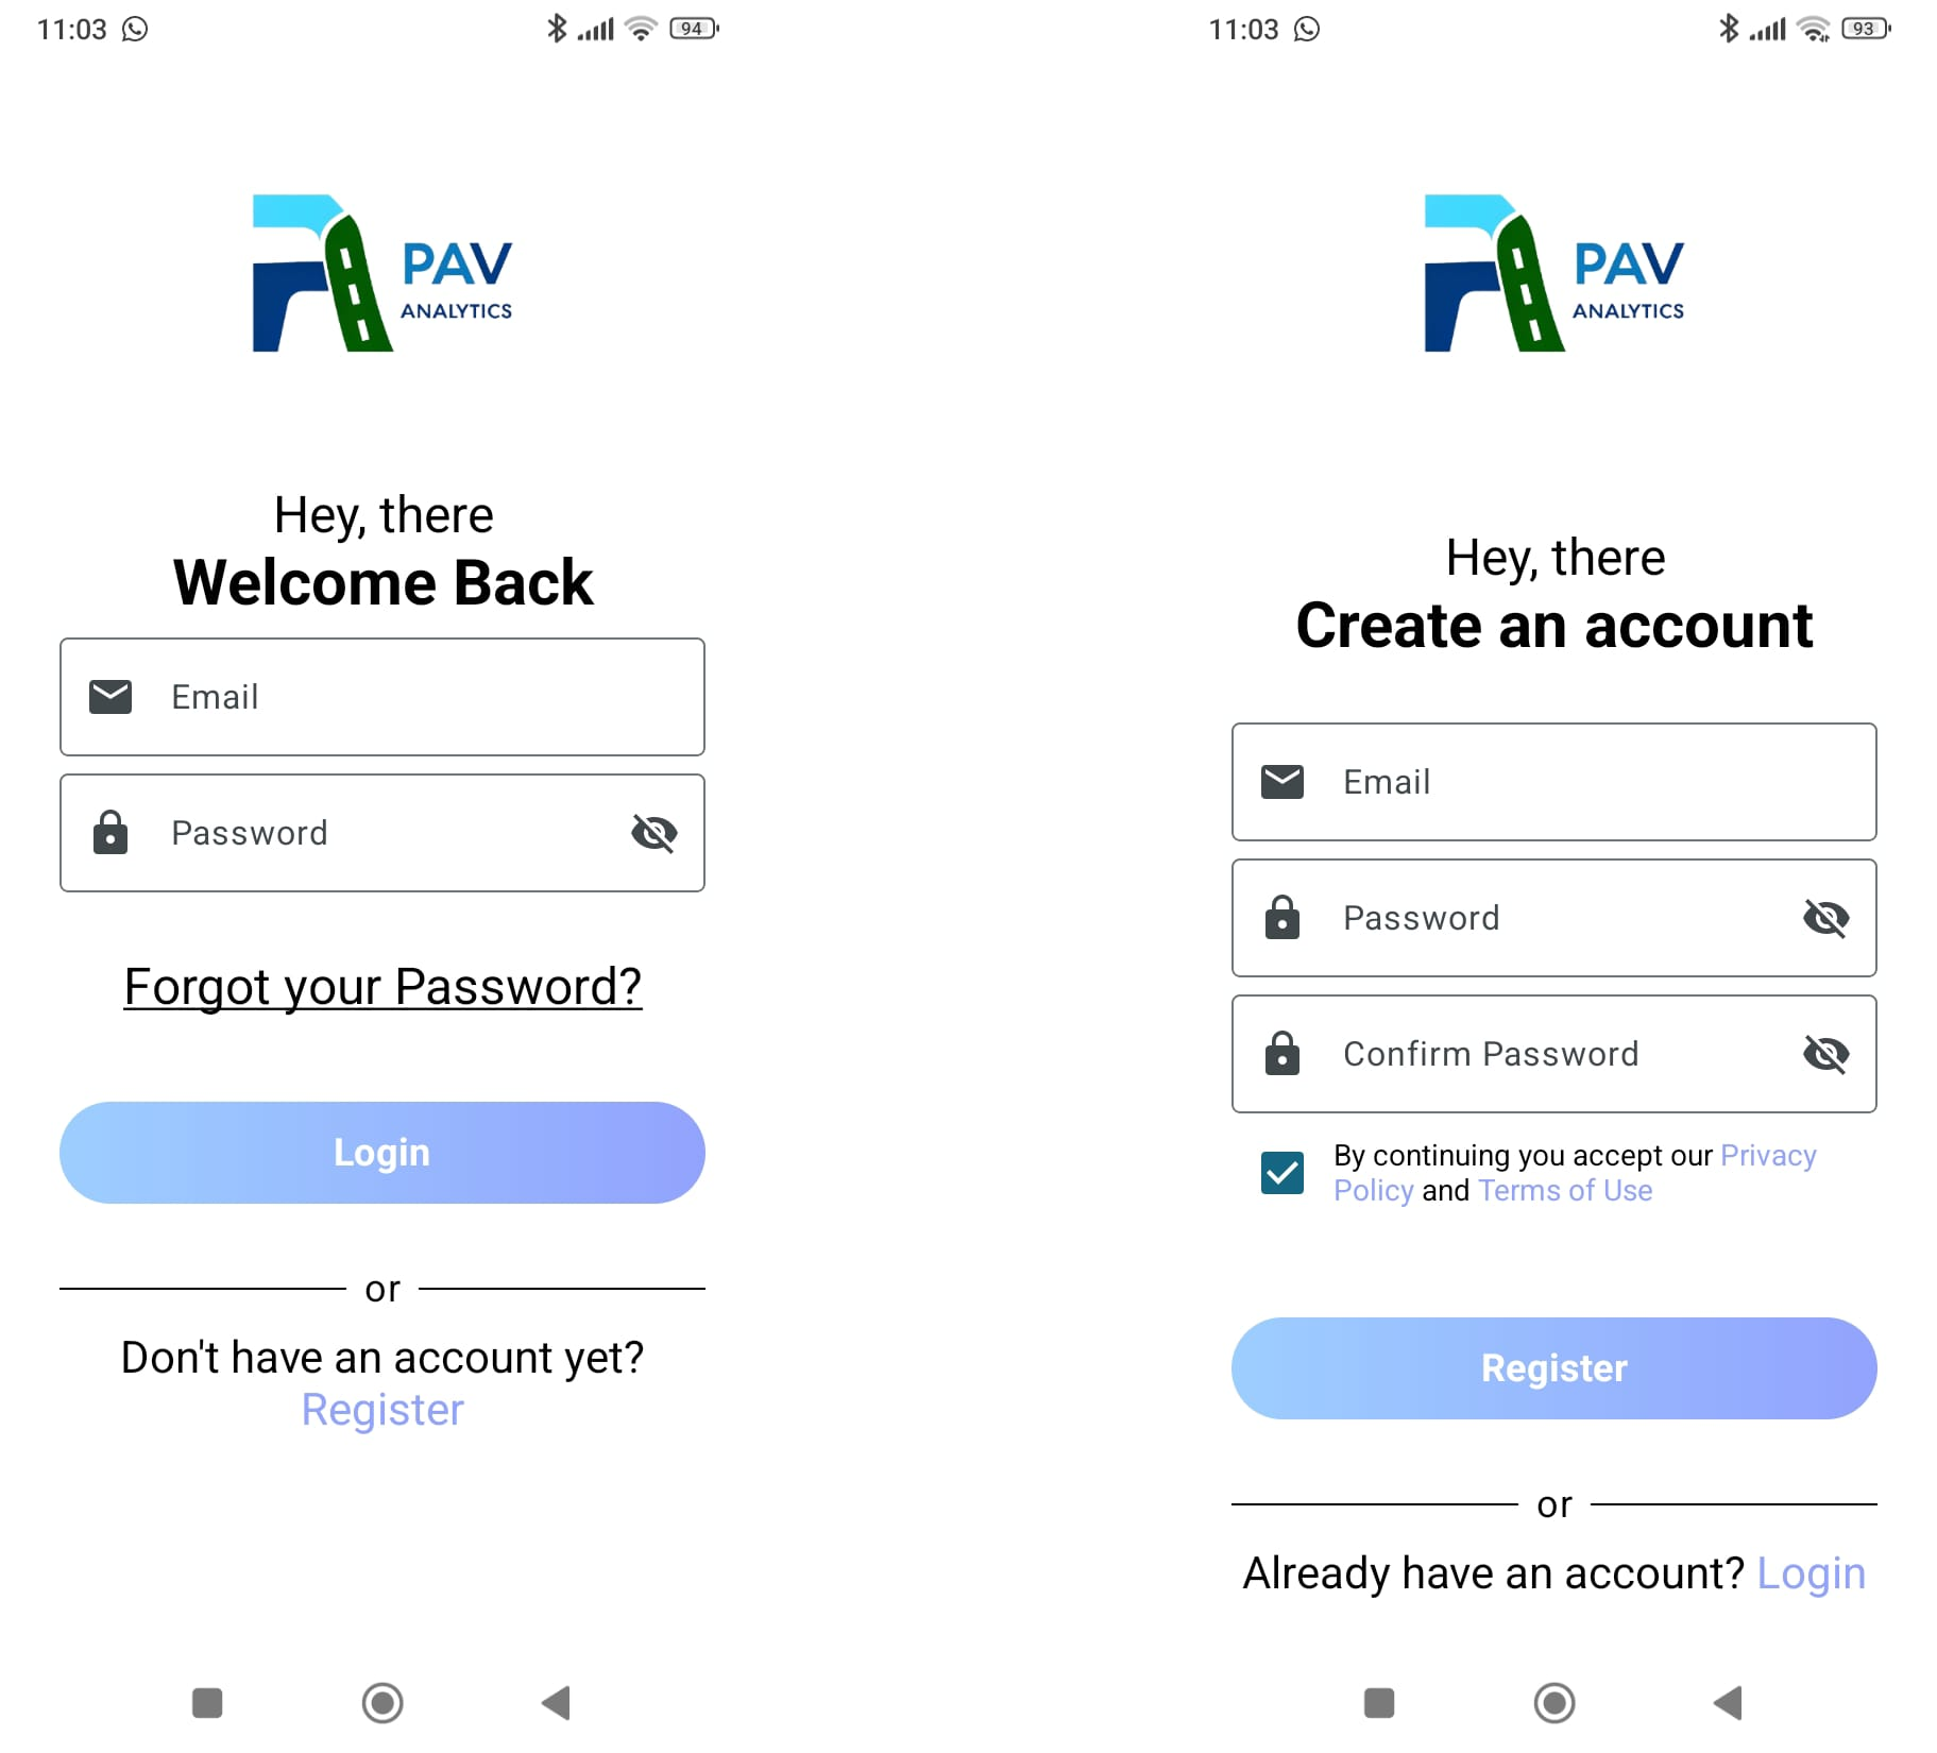 11:03
94
PAV
ANALYTICS
Hey, there
Welcome Back
Email
Password
Forgot your Password?
Login
or
Don't have an account yet?
Register
11:03
93
PAV
ANALYTICS
Hey, there
Create an account
Email
Password
Confirm Password
By continuing you accept our Privacy
Policy and Terms of Use
Register
or
Already have an account? Login